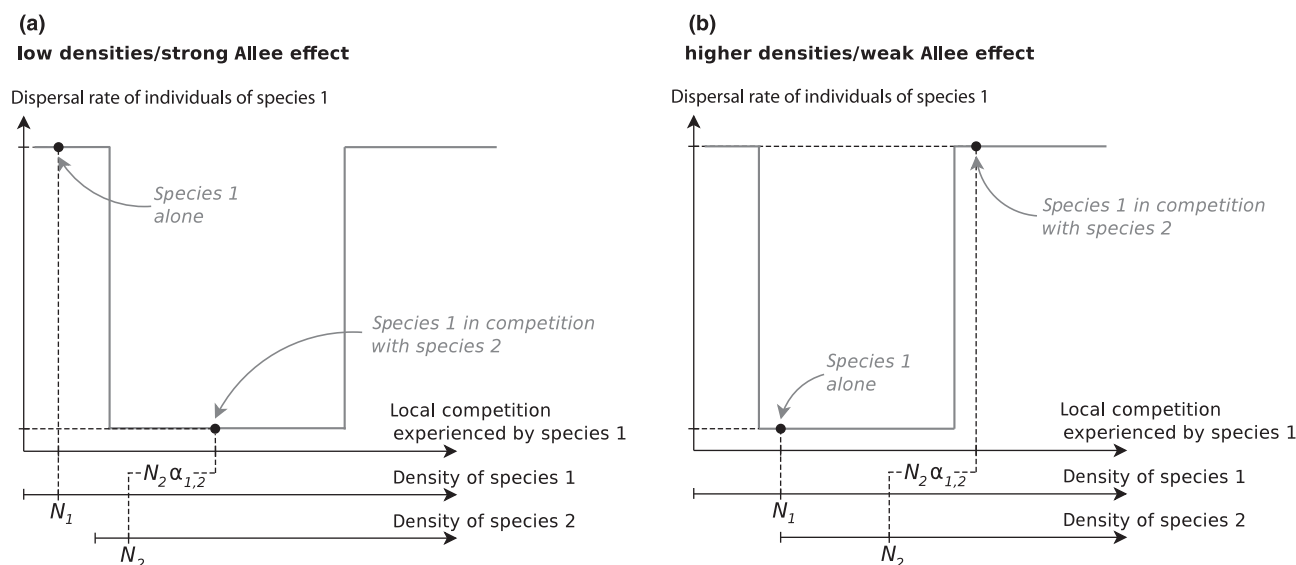 (a)
low densities/strong Allee effect
Dispersal rate of individuals of species 1
Species 1
alone
Species 1 in competition
with species 2
Local competition
experienced by species 1
N₂α₁,₂
Density of species 1
N₁
Density of species 2
N₂
(b)
higher densities/weak Allee effect
Dispersal rate of individuals of species 1
Species 1 in competition
with species 2
Species 1
alone
Local competition
experienced by species 1
N₂α₁,₂
Density of species 1
N₁
Density of species 2
N₂